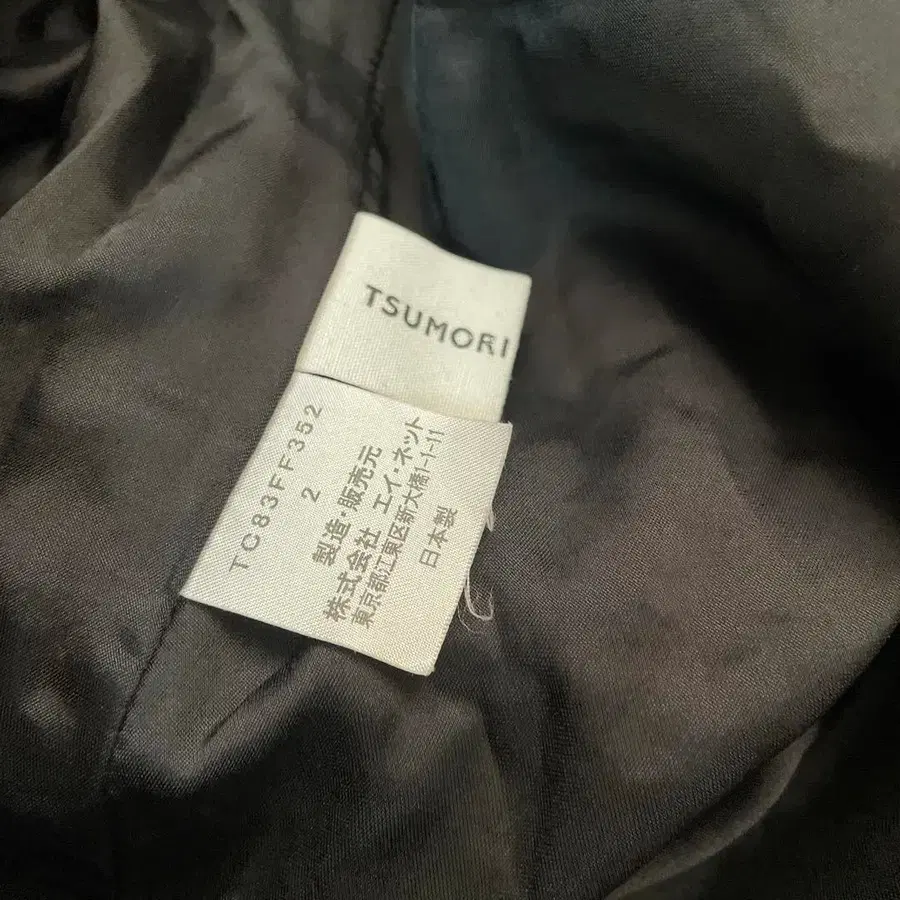 TSUMORI
TC83FF352
2
製造・販売元
株式会社 エイ・ネット
東京都江東区新大橋1-1-11
日本製